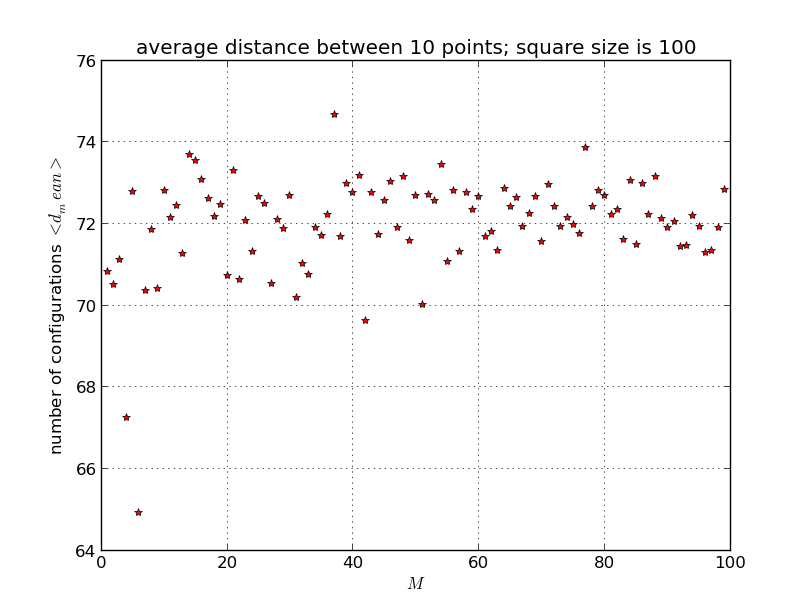 average distance between 10 points; square size is 100
number of configurations <d_m ean>
76
74
72
70
68
66
64
0 20 40 60 80 100
M